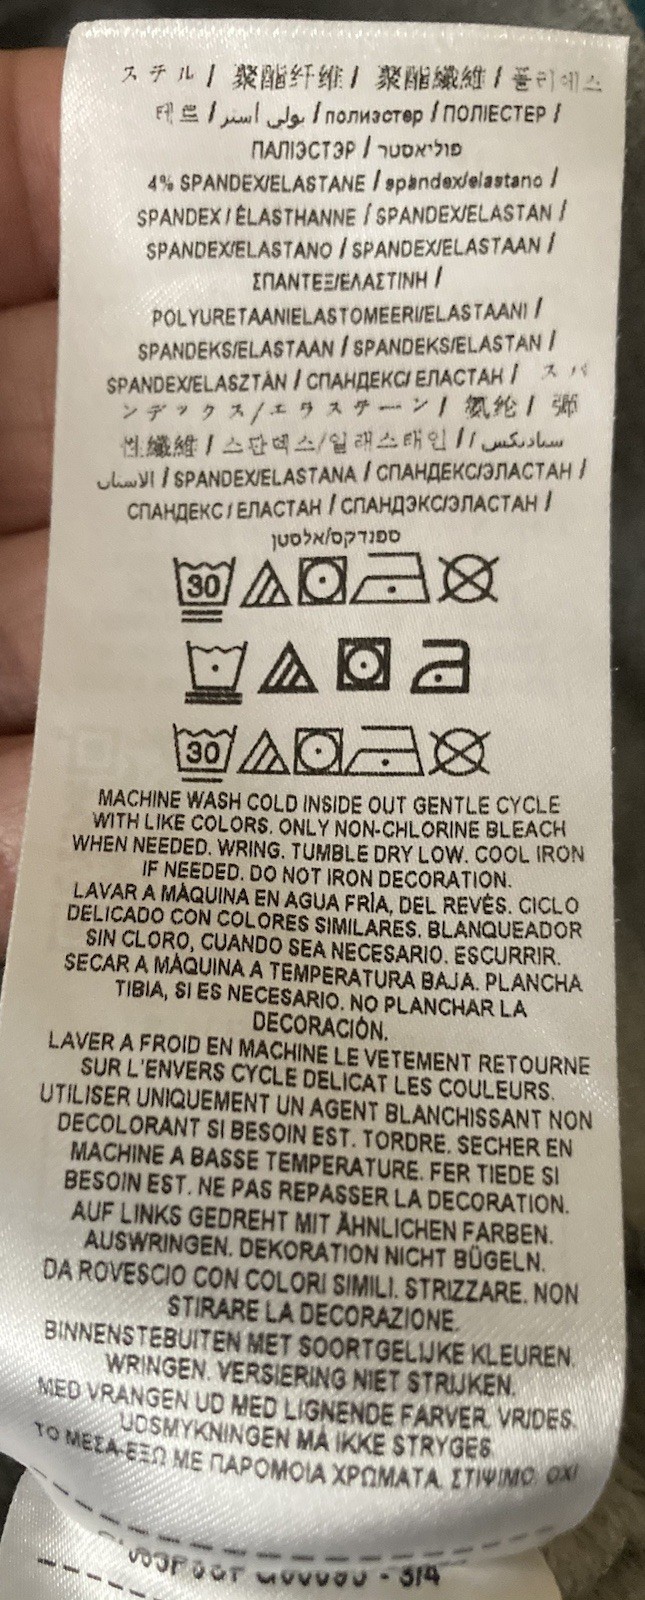 ステル / 聚酯纤维 / 聚酯纖維 / 폴리에스
테르 / بولي استر / полиэстер / ПОЛІЕСТЕР /
ПАЛІЭСТЭР / פוליאסטר
4% SPANDEX/ELASTANE / spandex/elastano /
SPANDEX / ÉLASTHANNE / SPANDEX/ELASTAN /
SPANDEX/ELASTANO / SPANDEX/ELASTAAN /
ΣΠΑΝΤΕΞ/ΕΛΑΣΤΙΝΗ /
POLYURETAANIELASTOMEERI/ELASTAANI /
SPANDEKS/ELASTAAN / SPANDEKS/ELASTAN /
SPANDEX/ELASZTÁN / СПАНДЕКС/ ЕЛАСТАН / スパ
ンデックス/エラステーン / 氨纶 / 彈
性纖維 / 스판덱스/일래스태인 / / سباندكس
الاستان / SPANDEX/ELASTANA / СПАНДЕКС/ЭЛАСТАН /
СПАНДЕКС / ЕЛАСТАН / СПАНДЭКС/ЭЛАСТАН /
ספנדקס/אלסטן
30
30
MACHINE WASH COLD INSIDE OUT GENTLE CYCLE
WITH LIKE COLORS. ONLY NON-CHLORINE BLEACH
WHEN NEEDED. WRING. TUMBLE DRY LOW. COOL IRON
IF NEEDED. DO NOT IRON DECORATION.
LAVAR A MÁQUINA EN AGUA FRÍA, DEL REVÉS. CICLO
DELICADO CON COLORES SIMILARES. BLANQUEADOR
SIN CLORO, CUANDO SEA NECESARIO. ESCURRIR.
SECAR A MÁQUINA A TEMPERATURA BAJA. PLANCHA
TIBIA, SI ES NECESARIO. NO PLANCHAR LA
DECORACIÓN.
LAVER A FROID EN MACHINE LE VETEMENT RETOURNE
SUR L'ENVERS CYCLE DELICAT LES COULEURS.
UTILISER UNIQUEMENT UN AGENT BLANCHISSANT NON
DECOLORANT SI BESOIN EST. TORDRE. SECHER EN
MACHINE A BASSE TEMPERATURE. FER TIEDE SI
BESOIN EST. NE PAS REPASSER LA DECORATION.
AUF LINKS GEDREHT MIT ÄHNLICHEN FARBEN.
AUSWRINGEN. DEKORATION NICHT BÜGELN.
DA ROVESCIO CON COLORI SIMILI. STRIZZARE. NON
STIRARE LA DECORAZIONE.
BINNENSTEBUITEN MET SOORTGELIJKE KLEUREN.
WRINGEN. VERSIERING NIET STRIJKEN.
MED VRANGEN UD MED LIGNENDE FARVER. VRIDES.
UDSMYKNINGEN MÅ IKKE STRYGES.
ΤΟ ΜΕΣΑ-ΕΞΩ ΜΕ ΠΑΡΟΜΟΙΑ ΧΡΩΜΑΤΑ. ΣΤΙΨΙΜΟ. ΟΧΙ
- 3/4